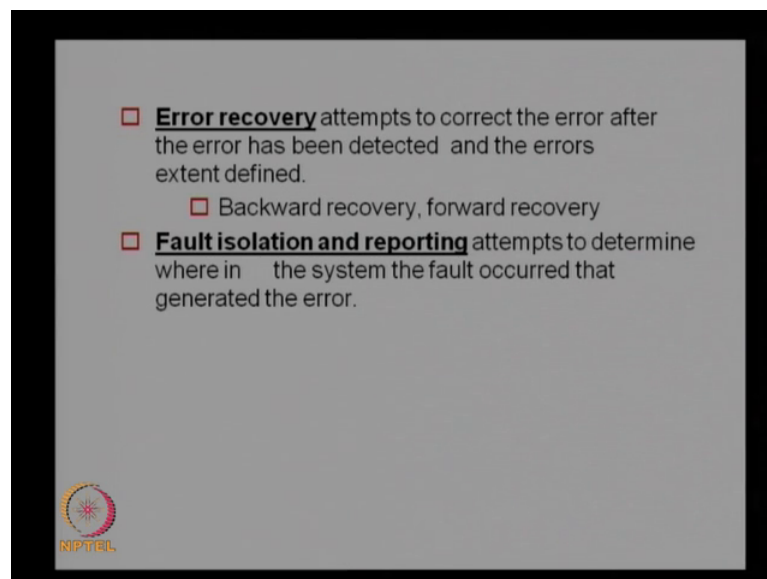 Error recovery attempts to correct the error after
the error has been detected and the errors
extent defined.
Backward recovery, forward recovery
Fault isolation and reporting attempts to determine
where in the system the fault occurred that
generated the error.
NPTEL